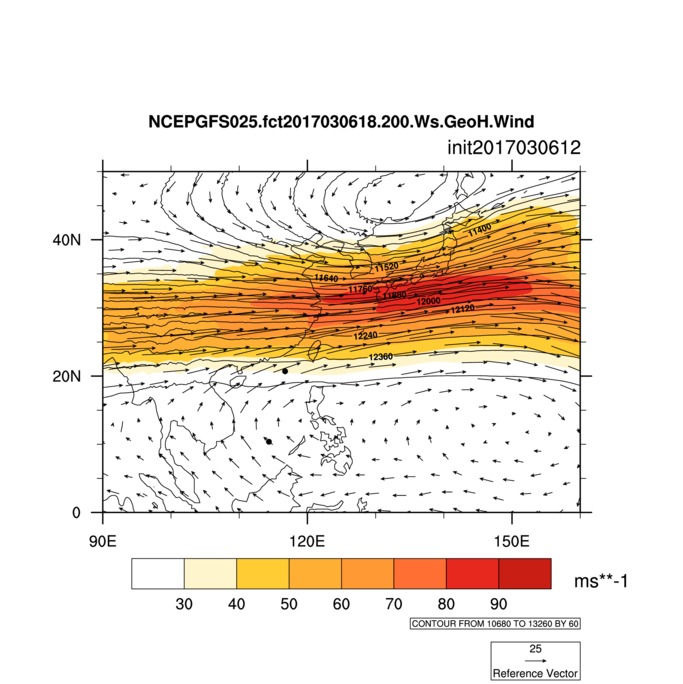 NCEPGFS025.fct2017030618.200.Ws.GeoH.Wind
init2017030612
40N
20N
0
11400
11520
11640
11760
11880
12000
12120
12240
12360
90E 120E 150E
30 40 50 60 70 80 90
ms**-1
CONTOUR FROM 10680 TO 13260 BY 60
25
Reference Vector